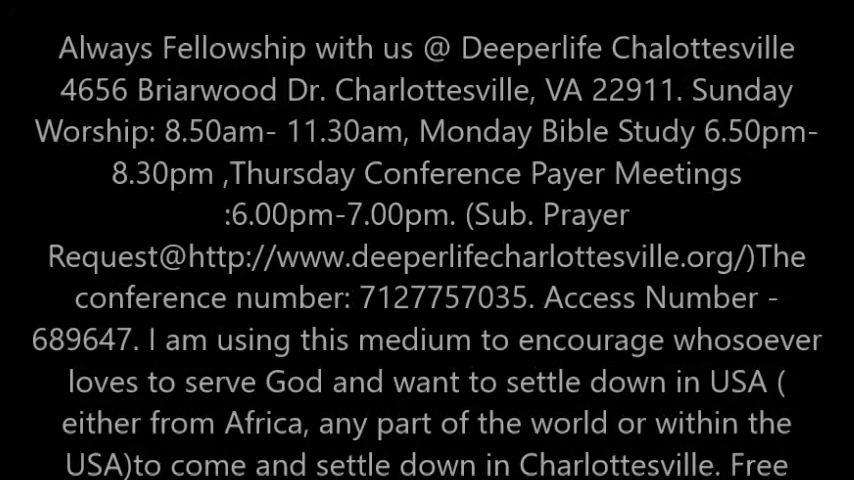 Always Fellowship with us @ Deeperlife Chalottesville
4656 Briarwood Dr. Charlottesville, VA 22911. Sunday
Worship: 8.50am- 11.30am, Monday Bible Study 6.50pm-
8.30pm ,Thursday Conference Payer Meetings
:6.00pm-7.00pm. (Sub. Prayer
Request@http://www.deeperlifecharlottesville.org/)The
conference number: 7127757035. Access Number -
689647. I am using this medium to encourage whosoever
loves to serve God and want to settle down in USA (
either from Africa, any part of the world or within the
USA)to come and settle down in Charlottesville. Free